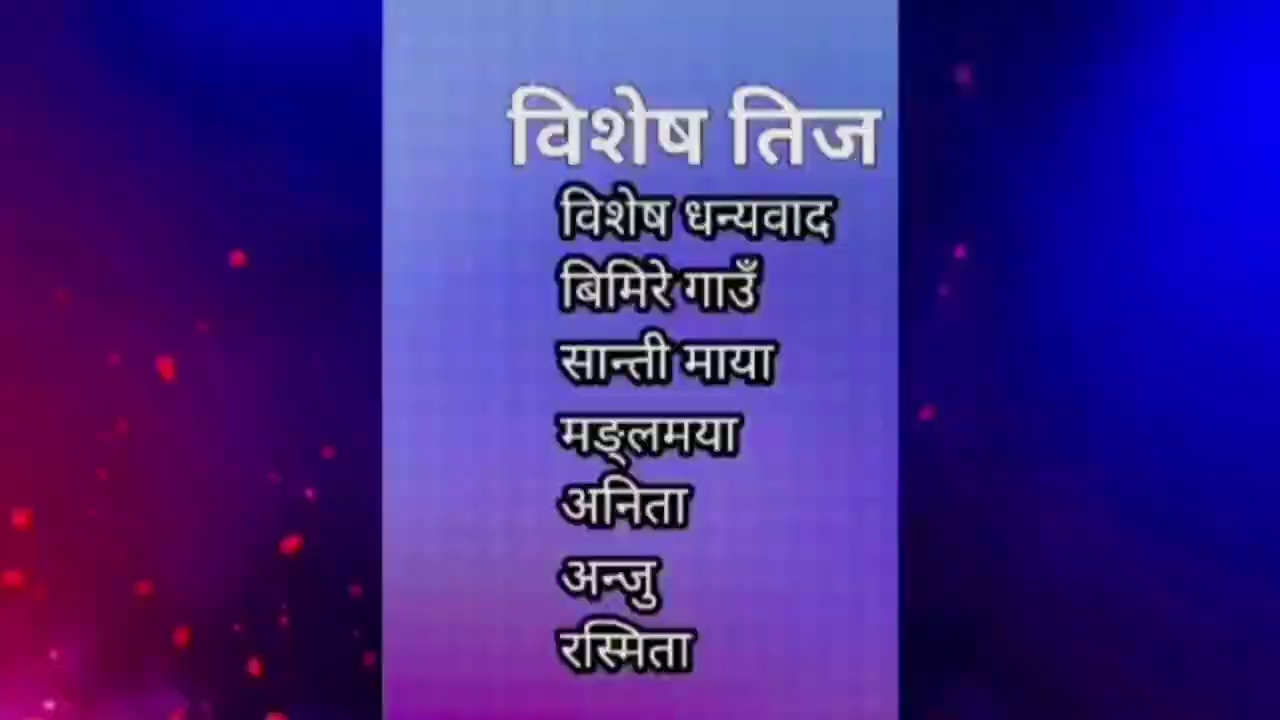 विशेष तिज
विशेष धन्यवाद
बिमिरे गाउँ
सान्ती माया
मङ्लमया
अनिता
अन्जु
रस्मिता